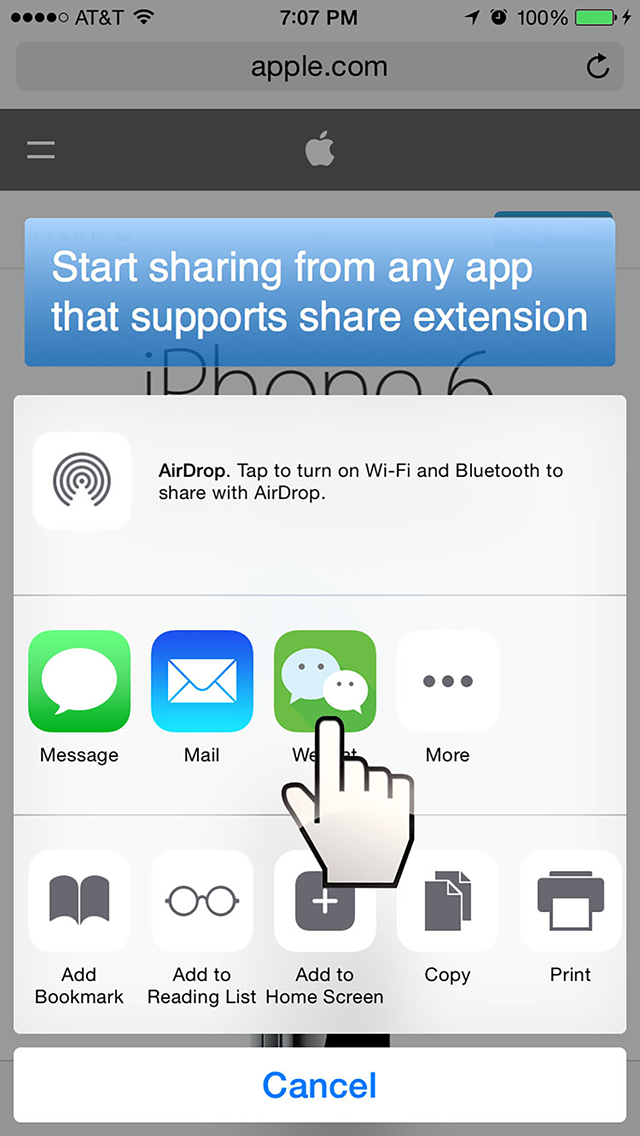 AT&T 7:07 PM 100%
apple.com
Start sharing from any app
that supports share extension
iPhone 6
AirDrop. Tap to turn on Wi-Fi and Bluetooth to
share with AirDrop.
Message Mail More
Add Bookmark
Add to Reading List
Add to Home Screen
Copy
Print
Cancel